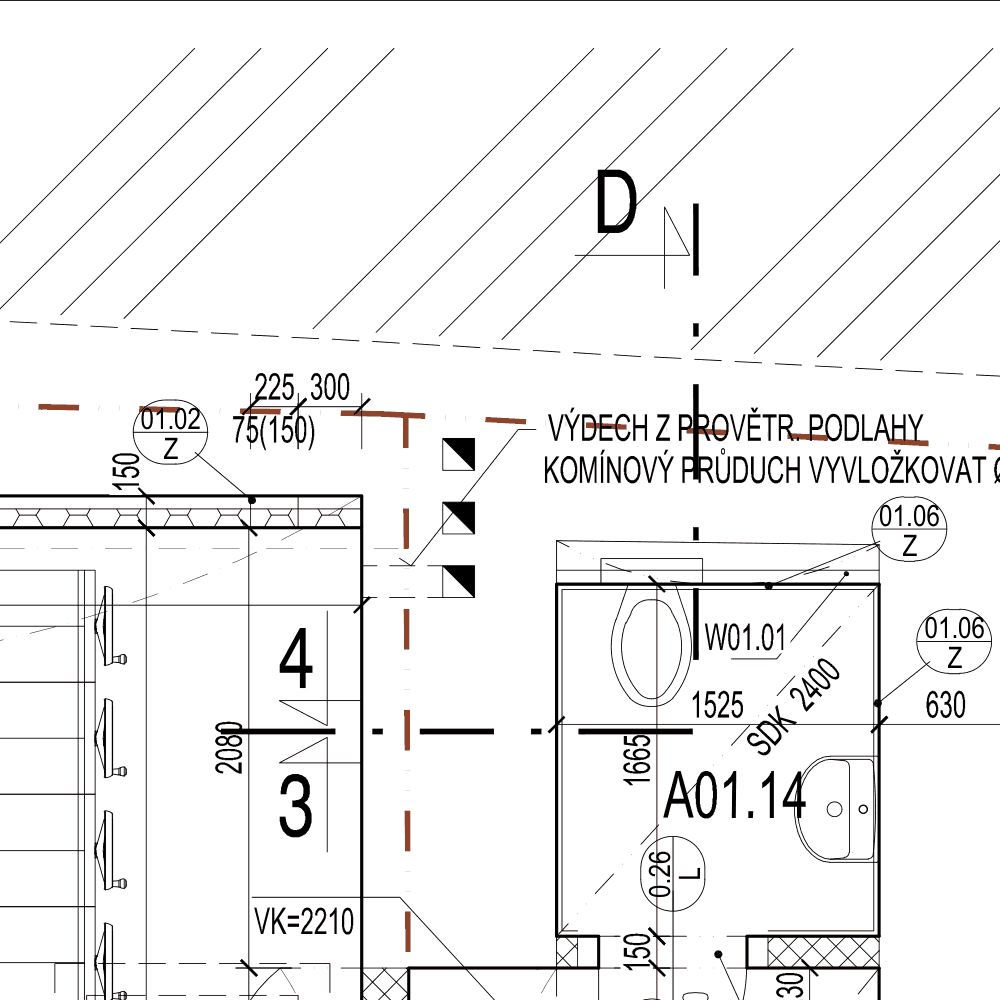 D
225 300
75(150)
01.02
Z
150
VÝDECH Z PROVĚTR. PODLAHY
KOMÍNOVÝ PRŮDUCH VYVLOŽKOVAT Ø
01.06
Z
01.06
Z
W01.01
4
3
2080
1525
630
SDK 2400
1665
A01.14
0.26
L
VK=2210
150
30